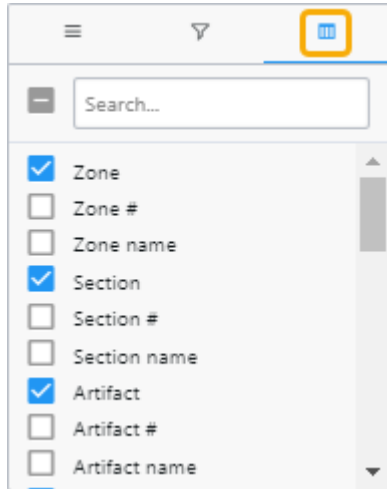 Search...
Zone
Zone #
Zone name
Section
Section #
Section name
Artifact
Artifact #
Artifact name